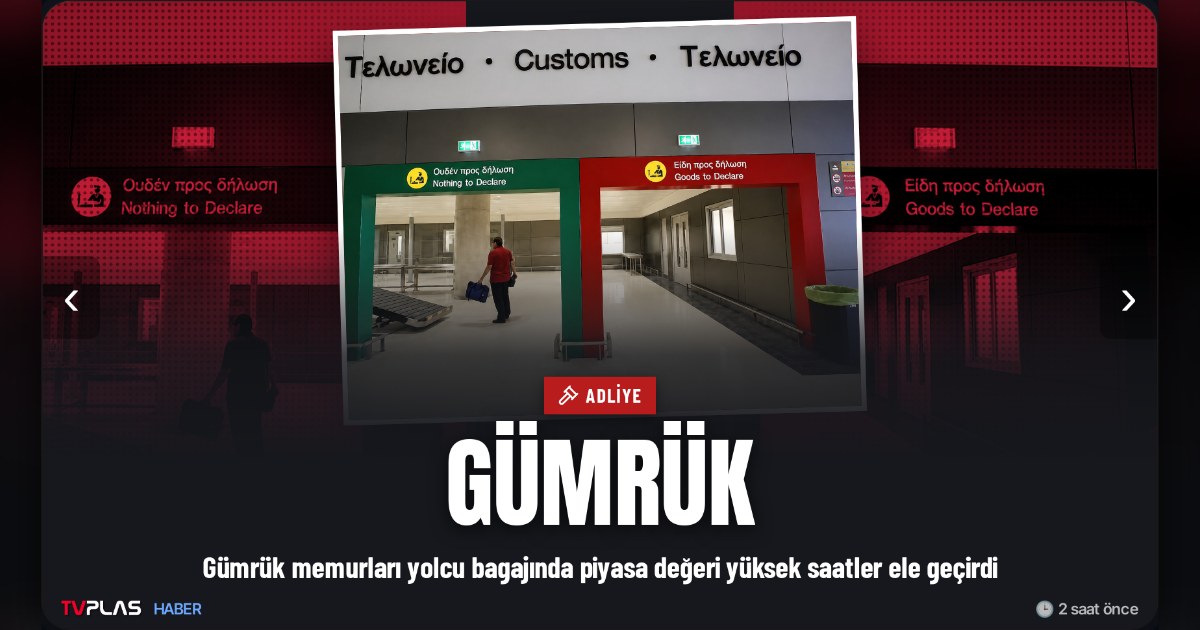 Τελωνείο · Customs · Τελωνείο
Ουδέν προς δήλωση
Nothing to Declare
Είδη προς δήλωση
Goods to Declare
Ουδέν προς δήλωση
Nothing to Declare
Είδη προς δήλωση
Goods to Declare
ADLİYE
GÜMRÜK
Gümrük memurları yolcu bagajında piyasa değeri yüksek saatler ele geçirdi
TVPLAS HABER
2 saat önce